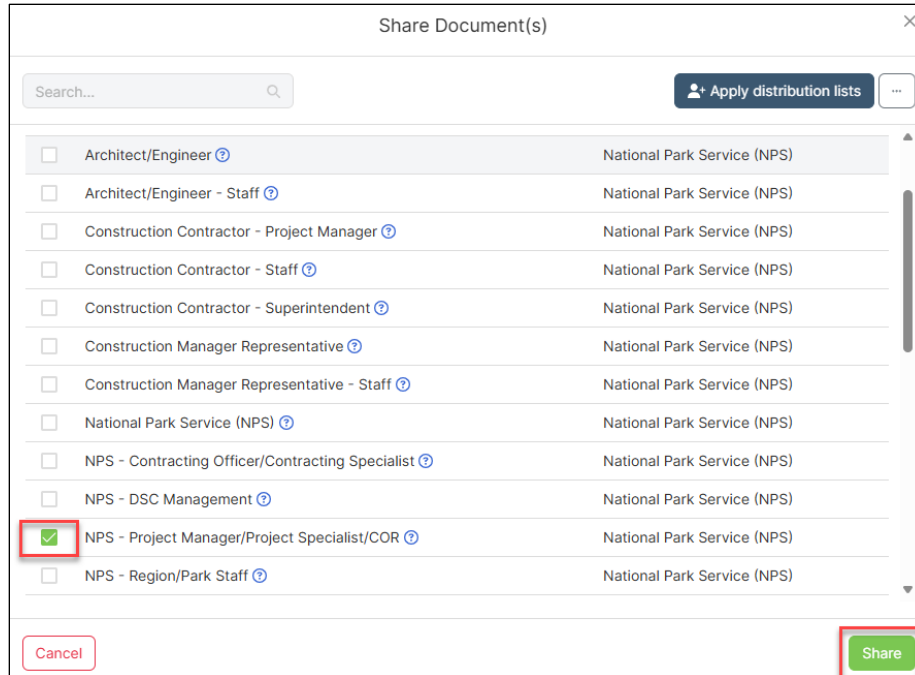 Share Document(s)
Search...
Apply distribution lists
...
Architect/Engineer ? National Park Service (NPS)
Architect/Engineer - Staff ? National Park Service (NPS)
Construction Contractor - Project Manager ? National Park Service (NPS)
Construction Contractor - Staff ? National Park Service (NPS)
Construction Contractor - Superintendent ? National Park Service (NPS)
Construction Manager Representative ? National Park Service (NPS)
Construction Manager Representative - Staff ? National Park Service (NPS)
National Park Service (NPS) ? National Park Service (NPS)
NPS - Contracting Officer/Contracting Specialist ? National Park Service (NPS)
NPS - DSC Management ? National Park Service (NPS)
NPS - Project Manager/Project Specialist/COR ? National Park Service (NPS)
NPS - Region/Park Staff ? National Park Service (NPS)
Cancel
Share